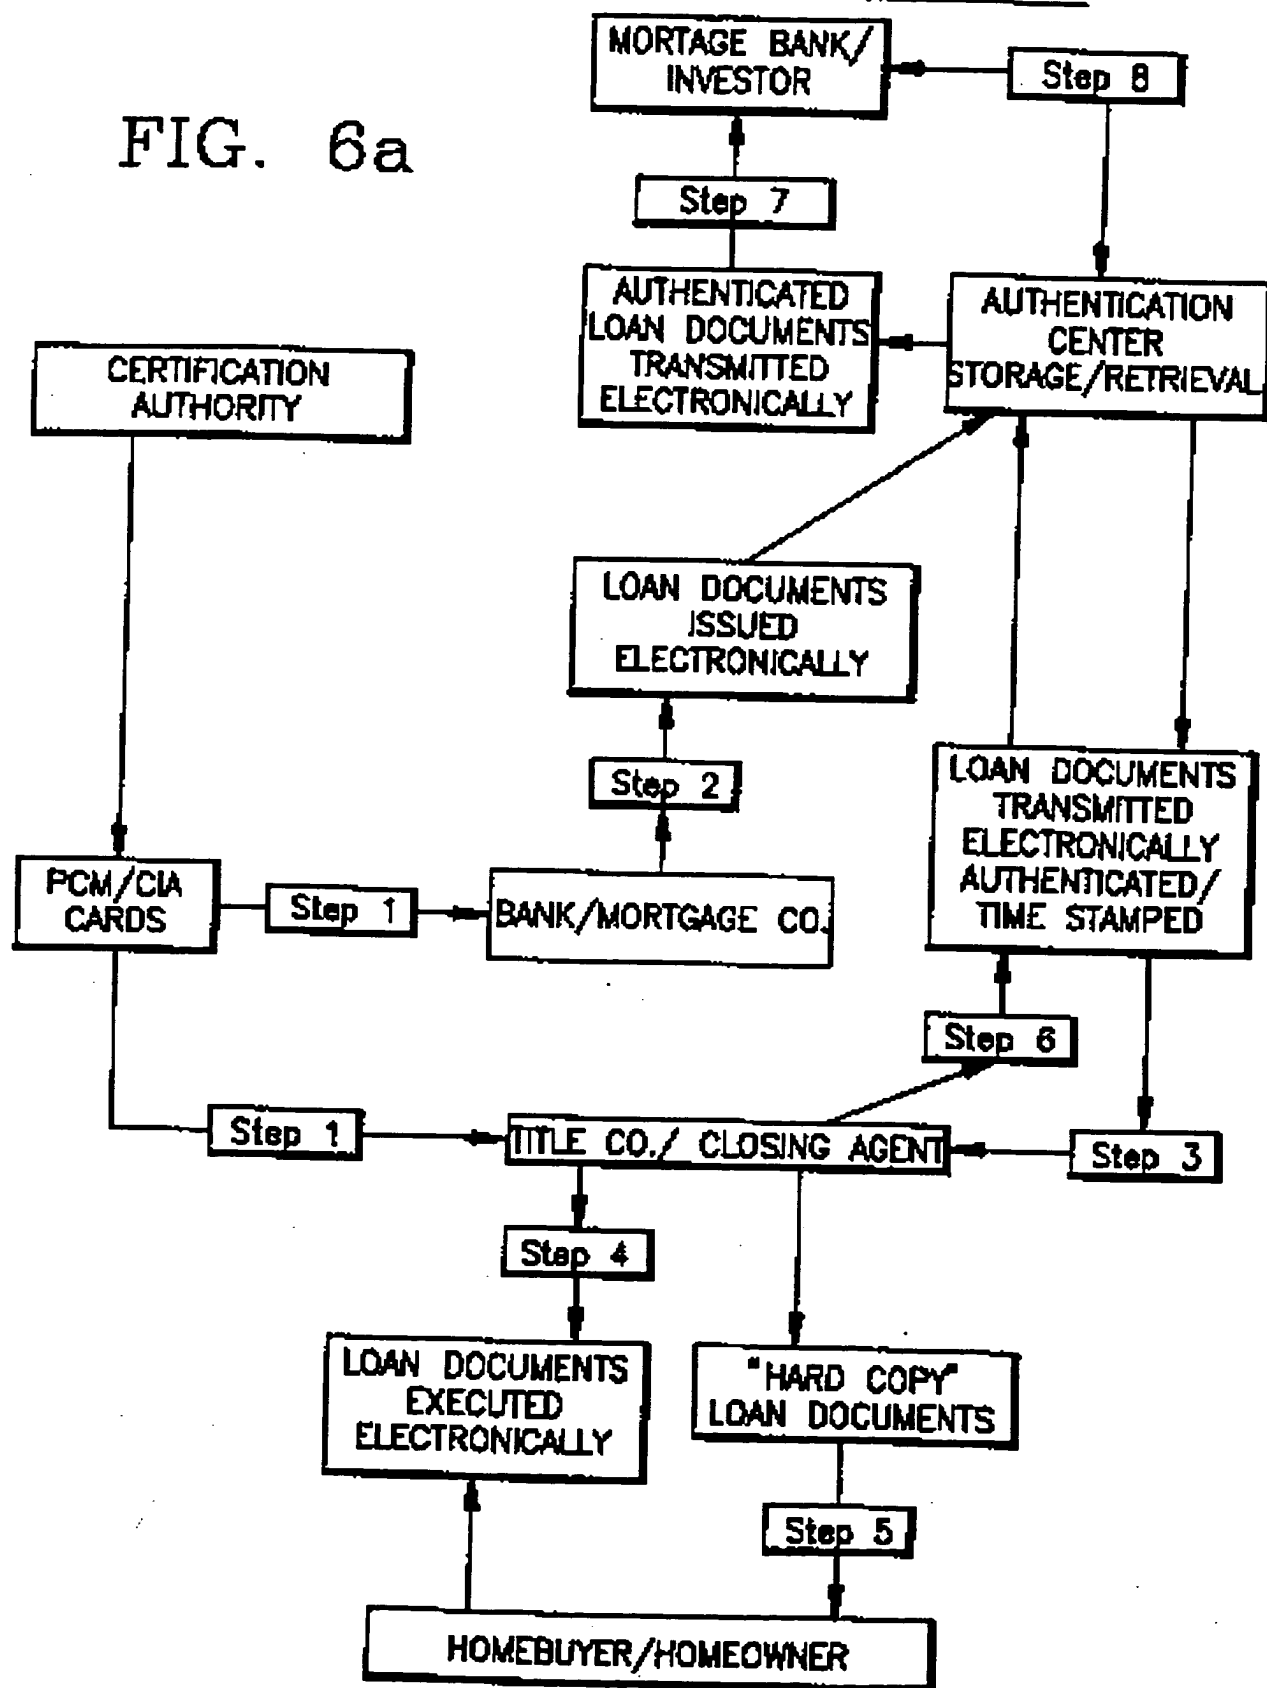 MORTAGE BANK/
INVESTOR
Step 8
FIG. 6a
Step 7
AUTHENTICATED
LOAN DOCUMENTS
TRANSMITTED
ELECTRONICALLY
AUTHENTICATION
CENTER
STORAGE/RETRIEVAL
CERTIFICATION
AUTHORITY
LOAN DOCUMENTS
ISSUED
ELECTRONICALLY
Step 2
LOAN DOCUMENTS
TRANSMITTED
ELECTRONICALLY
AUTHENTICATED/
TIME STAMPED
PCM/CIA
CARDS
Step 1
BANK/MORTGAGE CO.
Step 6
Step 1
TITLE CO./ CLOSING AGENT
Step 3
Step 4
LOAN DOCUMENTS
EXECUTED
ELECTRONICALLY
"HARD COPY"
LOAN DOCUMENTS
Step 5
HOMEBUYER/HOMEOWNER